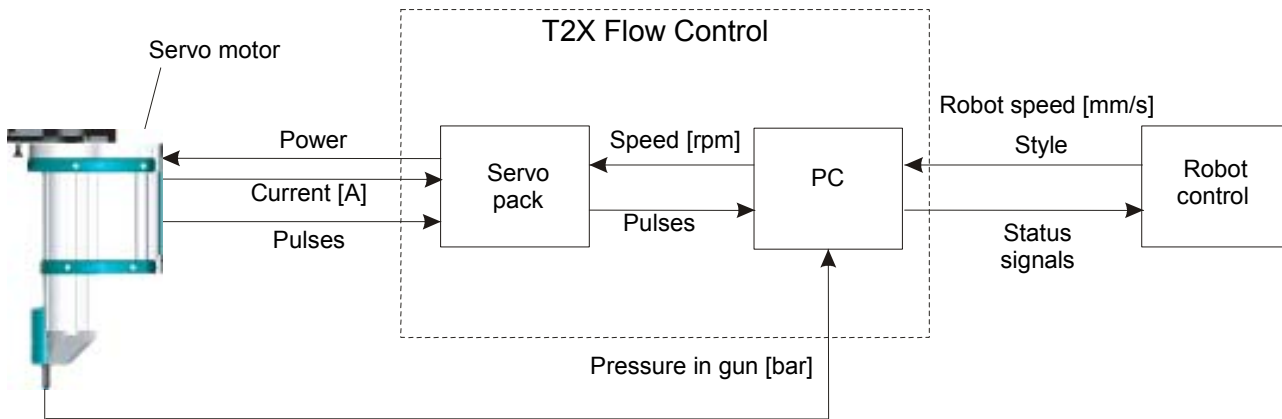 T2X Flow Control
Servo motor
Power
Current [A]
Pulses
Servo
pack
Speed [rpm]
Pulses
PC
Robot speed [mm/s]
Style
Status
signals
Robot
control
Pressure in gun [bar]